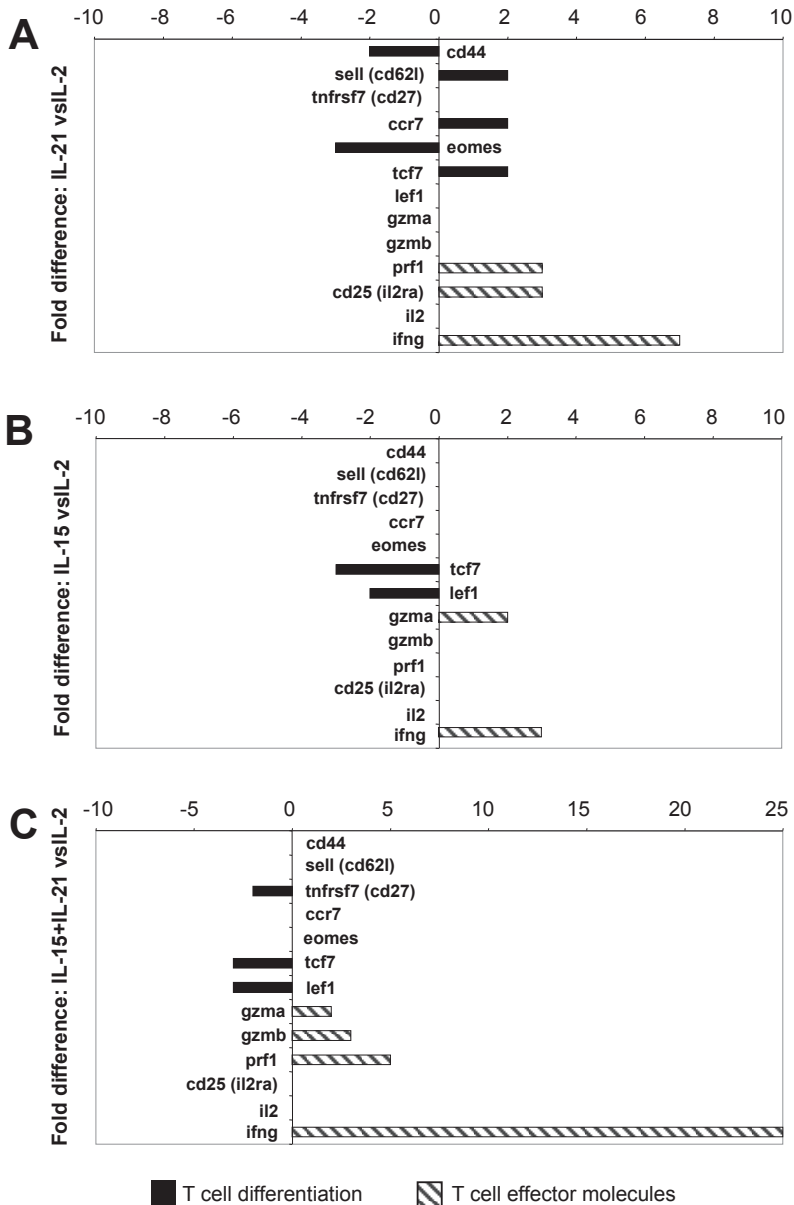 -10 -8 -6 -4 -2 0 2 4 6 8 10
A
Fold difference: IL-21 vsIL-2
cd44
sell (cd62l)
tnfrsf7 (cd27)
ccr7
eomes
tcf7
lef1
gzma
gzmb
prf1
cd25 (il2ra)
il2
ifng
-10 -8 -6 -4 -2 0 2 4 6 8 10
B
Fold difference: IL-15 vsIL-2
cd44
sell (cd62l)
tnfrsf7 (cd27)
ccr7
eomes
tcf7
lef1
gzma
gzmb
prf1
cd25 (il2ra)
il2
ifng
-10 -5 0 5 10 15 20 25
C
Fold difference: IL-15+IL-21 vsIL-2
cd44
sell (cd62l)
tnfrsf7 (cd27)
ccr7
eomes
tcf7
lef1
gzma
gzmb
prf1
cd25 (il2ra)
il2
ifng
T cell differentiation
T cell effector molecules